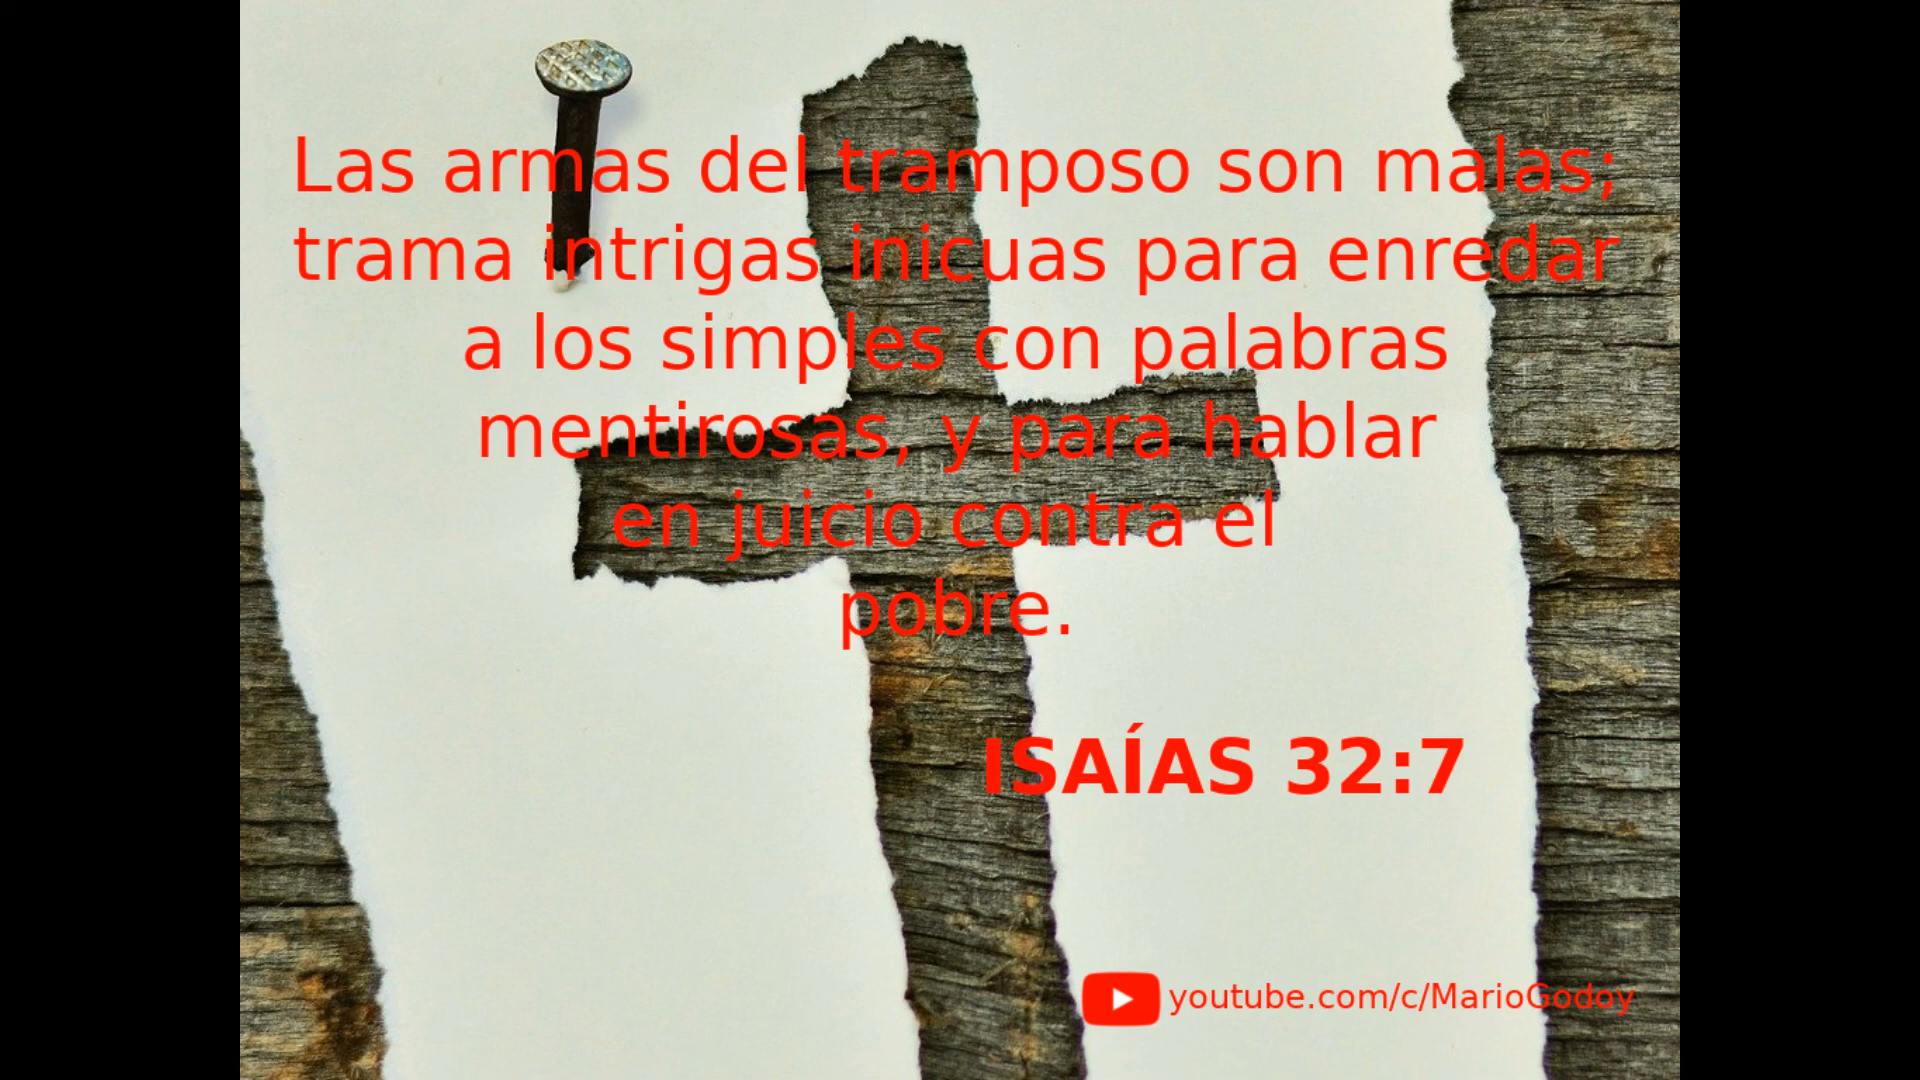 Las armas del tramposo son malas;
trama intrigas inicuas para enredar
a los simples con palabras
mentirosas, y para hablar
en juicio contra el
pobre.
ISAÍAS 32:7
youtube.com/c/MarioGodoy